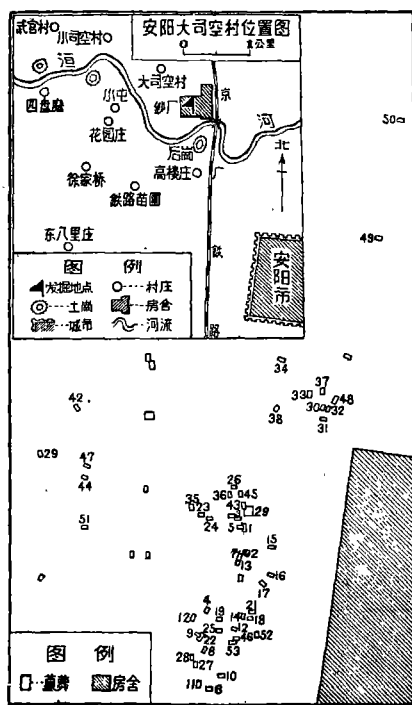 安阳大司空村位置图
0 1公里
武官村
小司空村
洹
大司空村
四盘磨
小屯
纱厂
京
花园庄
河
后岗
北
高楼庄
徐家桥
铁路苗圃
铁
东八里庄
安阳市
路
图 例
发掘地点 村庄
土岗 房舍
城市 河流
50
49
34
37
33 48
42 38 30 32
31
29
47
44
26
36 45
35 23 43 29
24 5 11
51
15
7 2
13
16
17
4
12 19 14 21
18
9 25 12
22 46 52
8 53
28
27
10
11 6
图 例
墓葬 房舍